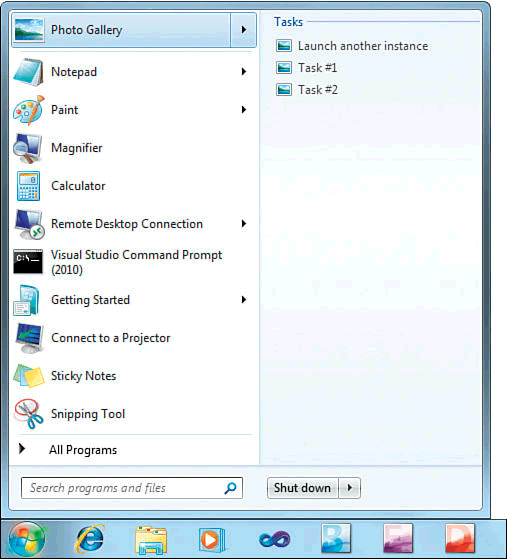 Photo Gallery
Notepad
Paint
Magnifier
Calculator
Remote Desktop Connection
C:\_
Visual Studio Command Prompt
(2010)
Getting Started
Connect to a Projector
Sticky Notes
Snipping Tool
All Programs
Search programs and files
Tasks
Launch another instance
Task #1
Task #2
Shut down
B
E
D